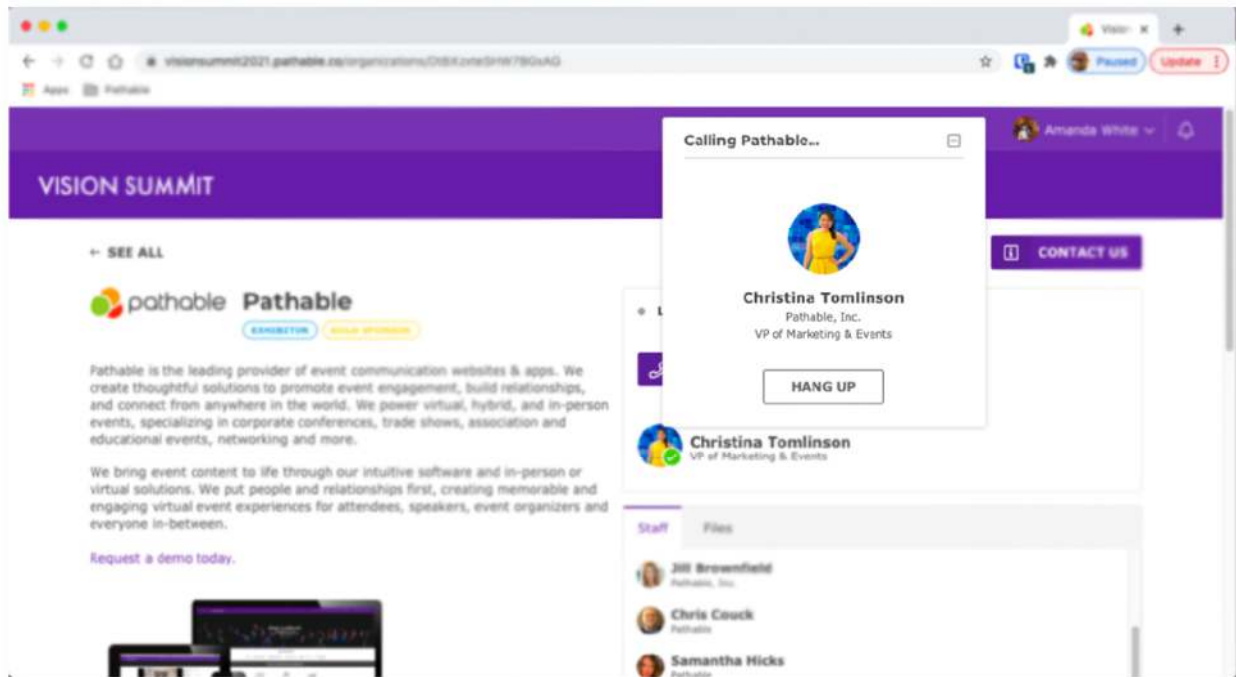 Vision
visionsummit2021.pathable.co/organizations/
Paused
Update
Apps
Pathable
Calling Pathable...
Amanda White
VISION SUMMIT
← SEE ALL
CONTACT US
pathable
Pathable
EXHIBITOR
GOLD SPONSOR
Christina Tomlinson
Pathable, Inc.
VP of Marketing & Events
HANG UP
Pathable is the leading provider of event communication websites & apps. We
create thoughtful solutions to promote event engagement, build relationships,
and connect from anywhere in the world. We power virtual, hybrid, and in-person
events, specializing in corporate conferences, trade shows, association and
educational events, networking and more.
We bring event content to life through our intuitive software and in-person or
virtual solutions. We put people and relationships first, creating memorable and
engaging virtual event experiences for attendees, speakers, event organizers and
everyone in-between.
Request a demo today.
L
Christina Tomlinson
VP of Marketing & Events
Staff
Files
Jill Brownfield
Pathable, Inc.
Chris Couck
Pathable
Samantha Hicks
Pathable